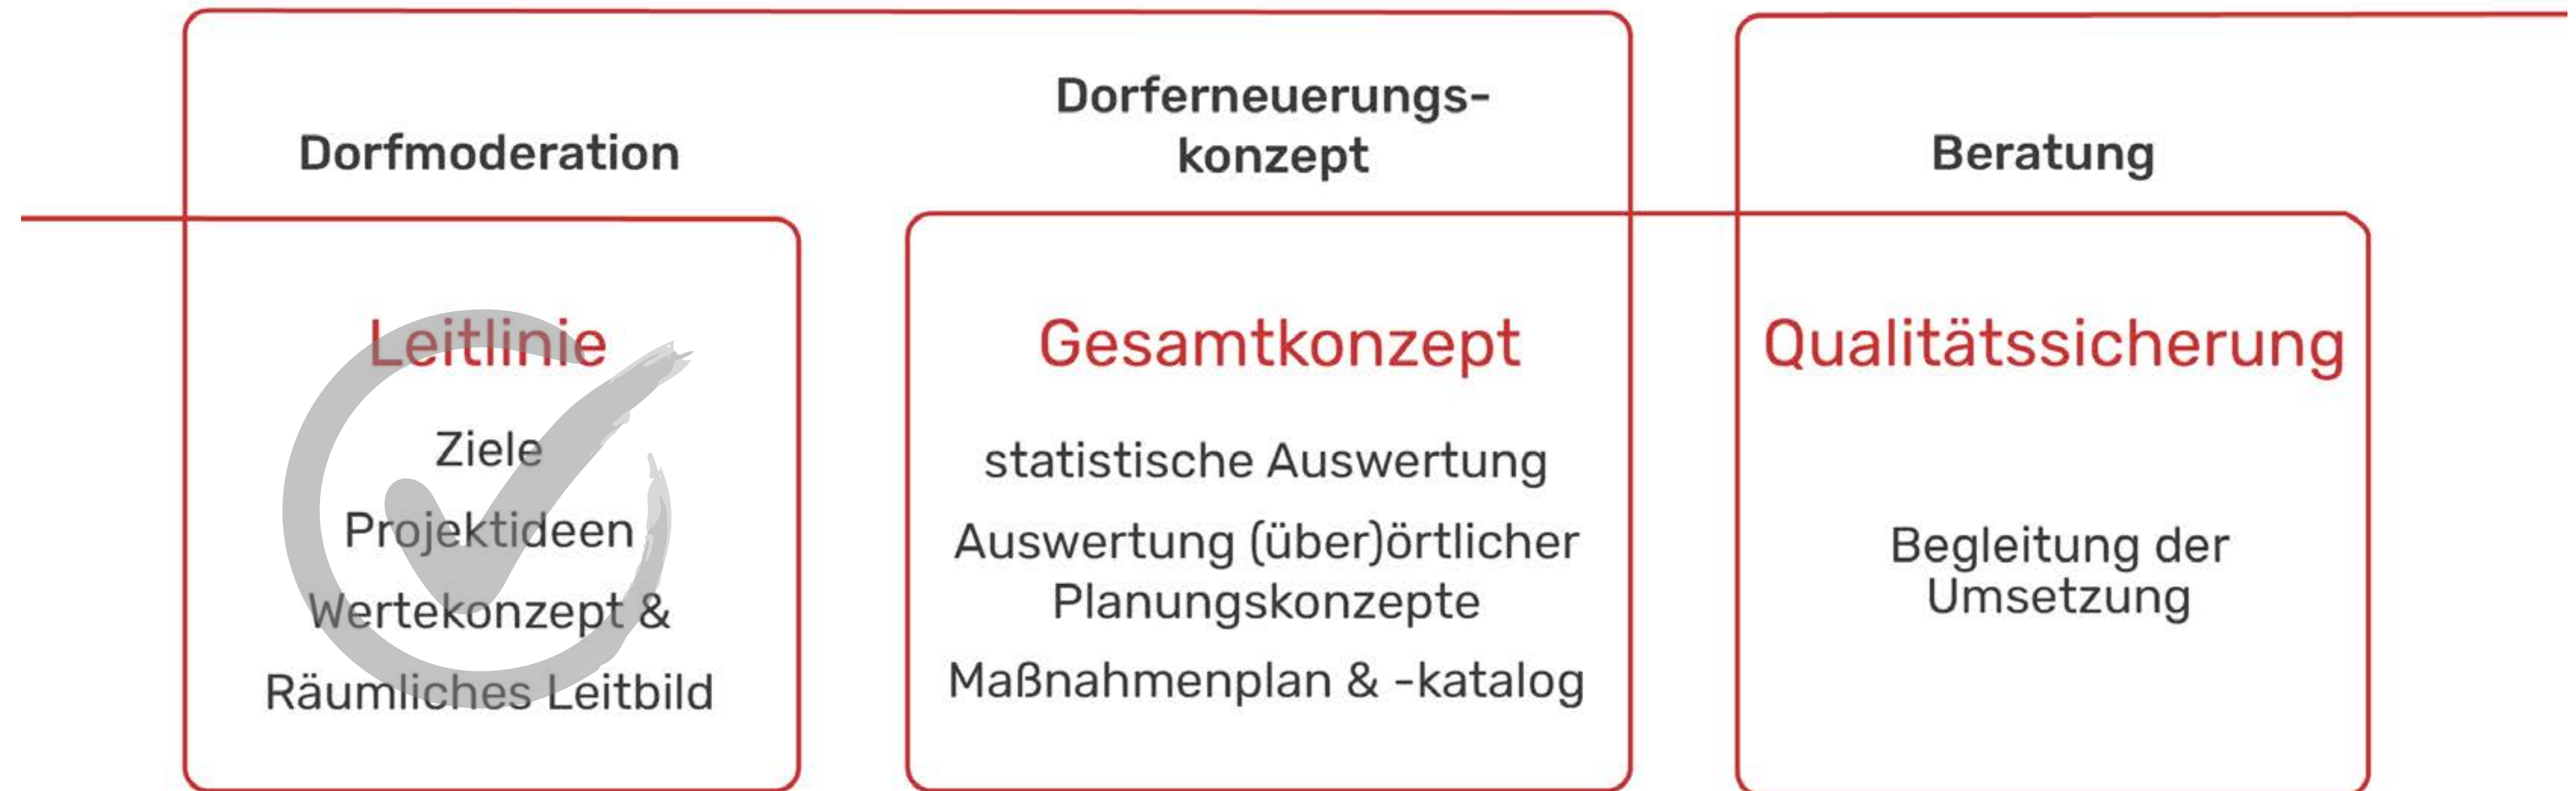 Dorfmoderation
Leitlinie
Ziele
Projektideen
Wertekonzept &
Räumliches Leitbild
Dorferneuerungs-
konzept
Gesamtkonzept
statistische Auswertung
Auswertung (über)örtlicher
Planungskonzepte
Maßnahmenplan & -katalog
Beratung
Qualitätssicherung
Begleitung der
Umsetzung